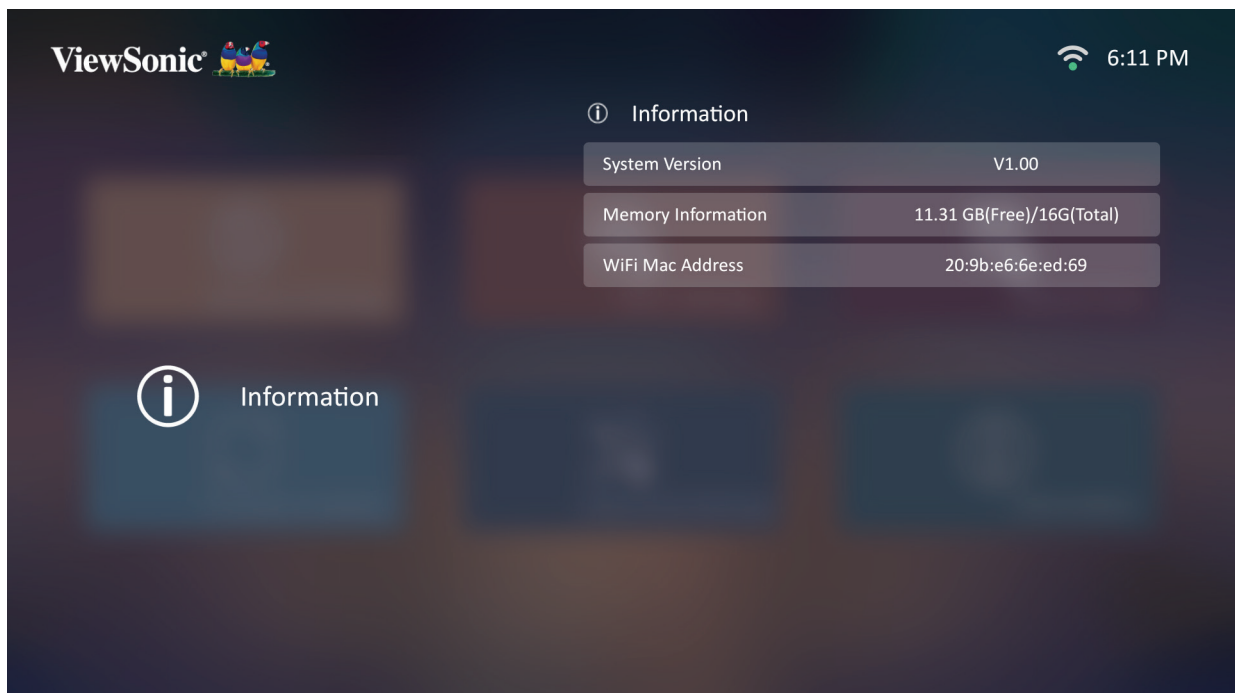 ViewSonic®
6:11 PM
Information
System Version V1.00
Memory Information 11.31 GB(Free)/16G(Total)
WiFi Mac Address 20:9b:e6:6e:ed:69
Information